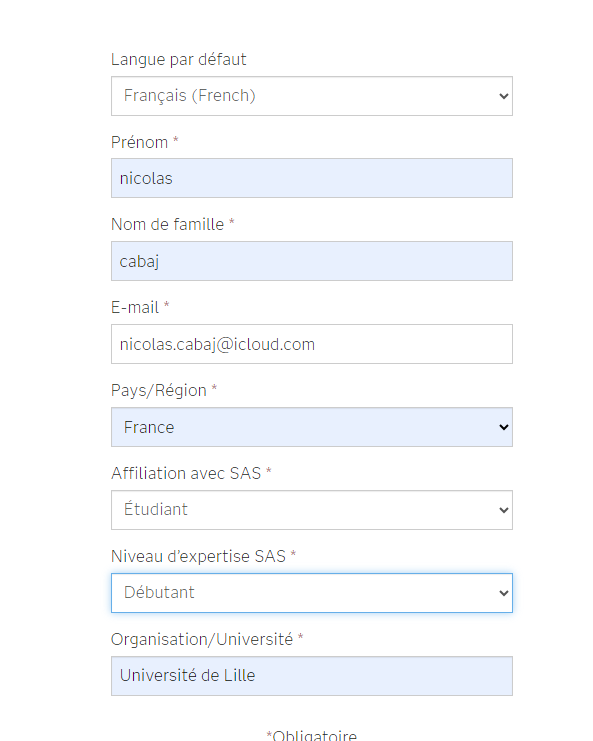 Langue par défaut
Français (French)
Prénom *
nicolas
Nom de famille *
cabaj
E-mail *
nicolas.cabaj@icloud.com
Pays/Région *
France
Affiliation avec SAS *
Étudiant
Niveau d'expertise SAS *
Débutant
Organisation/Université *
Université de Lille
*Obligatoire